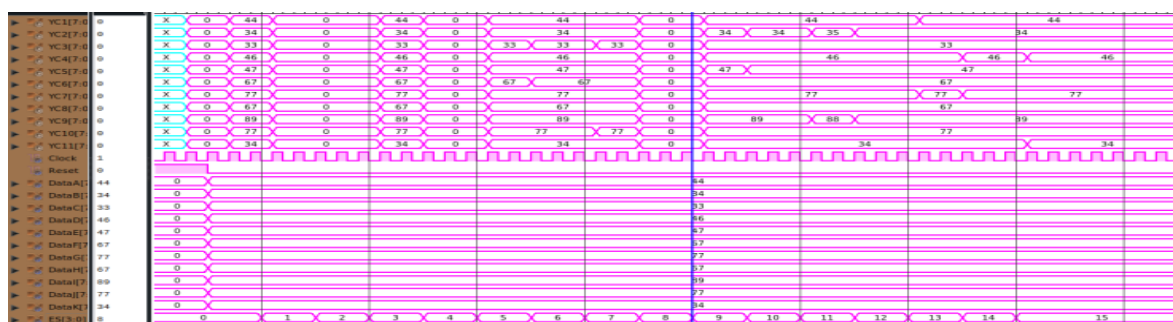 YC1[7:0 0 X 0 44 0 44 0 44 0 44 44
YC2[7:0 0 X 0 34 0 34 0 34 0 34 34 35 34
YC3[7:0 0 X 0 33 0 33 0 33 33 33 0 33
YC4[7:0 0 X 0 46 0 46 0 46 0 46 46 46
YC5[7:0 0 X 0 47 0 47 0 47 0 47 47
YC6[7:0 0 X 0 67 0 67 0 67 67 0 67
YC7[7:0 0 X 0 77 0 77 0 77 0 77 77 77
YC8[7:0 0 X 0 67 0 67 0 67 0 67
YC9[7:0 0 X 0 89 0 89 0 89 0 89 88 89
YC10[7: 0 X 0 77 0 77 0 77 77 0 77
YC11[7: 0 X 0 34 0 34 0 34 0 34 34
Clock 1
Reset 0
DataA[7 44 0 44
DataB[7 34 0 34
DataC[7 33 0 33
DataD[7 46 0 46
DataE[7 47 0 47
DataF[7 67 0 67
DataG[7 77 0 77
DataH[7 67 0 67
DataI[7: 89 0 89
DataJ[7: 77 0 77
DataK[7 34 0 34
ES[3:0] 8 0 1 2 3 4 5 6 7 8 9 10 11 12 13 14 15